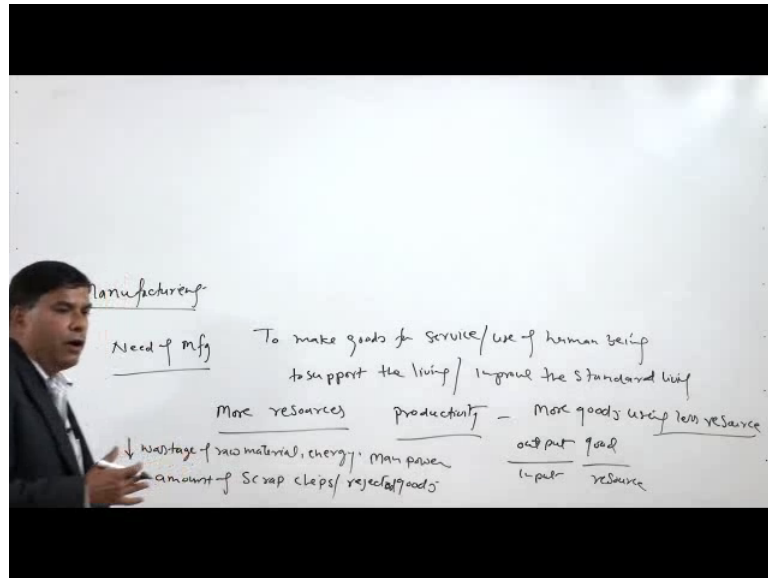 Manufacturing
Need of Mfg To make goods for service/use of human being
to support the living/ improve the standard living
More resources productivity - More goods using less resource
↓ wastage of raw material, energy, man power output good
amount of scrap chips/ rejected goods input resource